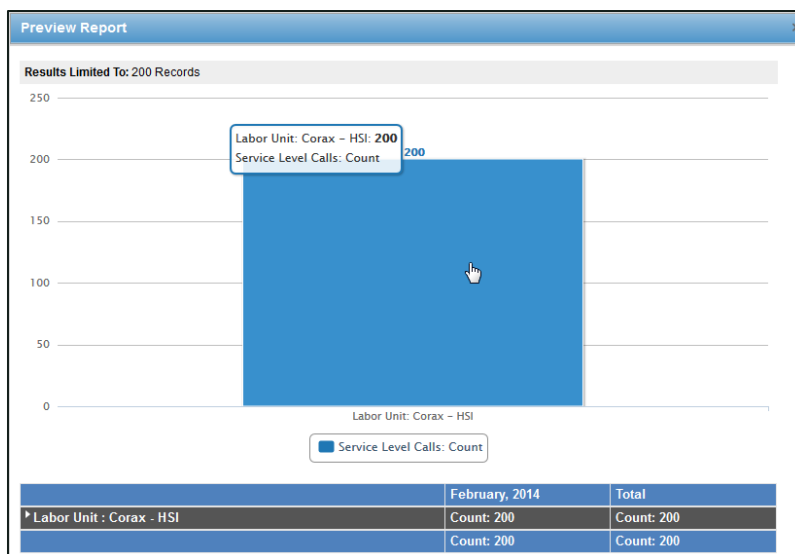 Preview Report
Results Limited To: 200 Records
250
Labor Unit: Corax – HSI: 200
Service Level Calls: Count
200
200
150
100
50
0
Labor Unit: Corax – HSI
Service Level Calls: Count
February, 2014 Total
Labor Unit : Corax - HSI Count: 200 Count: 200
Count: 200 Count: 200